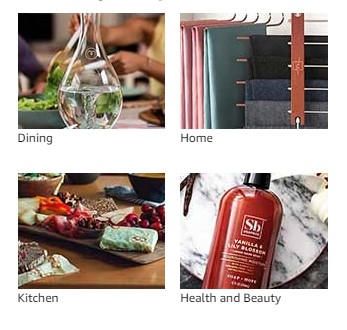 Dining
Home
Sb
VANILLA &
LILY BLOSSOM
Kitchen
Health and Beauty